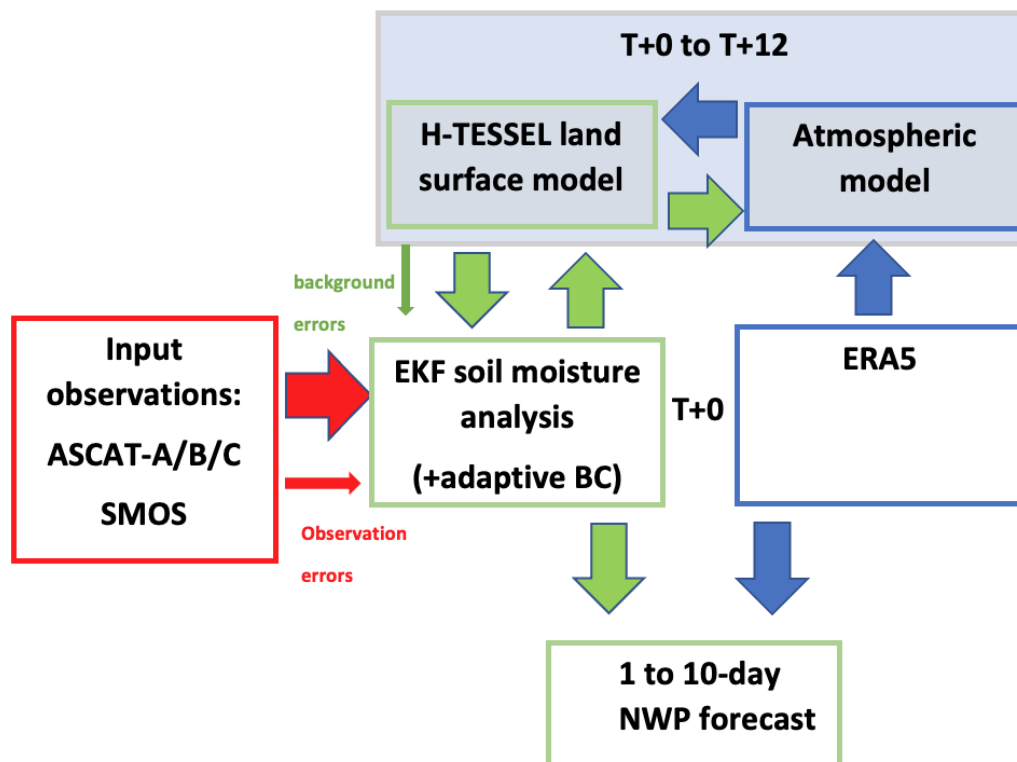 T+0 to T+12
H-TESSEL land
surface model
Atmospheric
model
background
errors
Input
observations:
ASCAT-A/B/C
SMOS
EKF soil moisture
analysis
(+adaptive BC)
T+0
ERA5
Observation
errors
1 to 10-day
NWP forecast